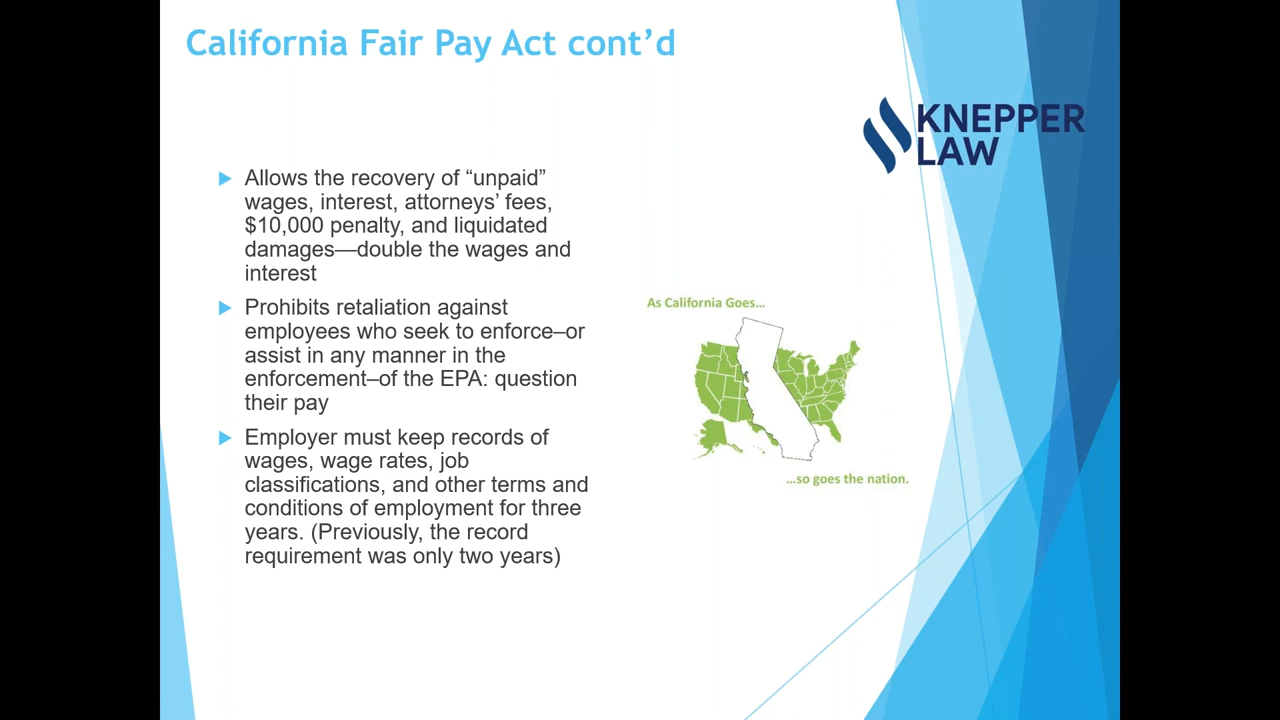 California Fair Pay Act cont’d
KNEPPER
LAW
Allows the recovery of “unpaid”
wages, interest, attorneys’ fees,
$10,000 penalty, and liquidated
damages—double the wages and
interest
Prohibits retaliation against
employees who seek to enforce–or
assist in any manner in the
enforcement–of the EPA: question
their pay
Employer must keep records of
wages, wage rates, job
classifications, and other terms and
conditions of employment for three
years. (Previously, the record
requirement was only two years)
As California Goes...
...so goes the nation.